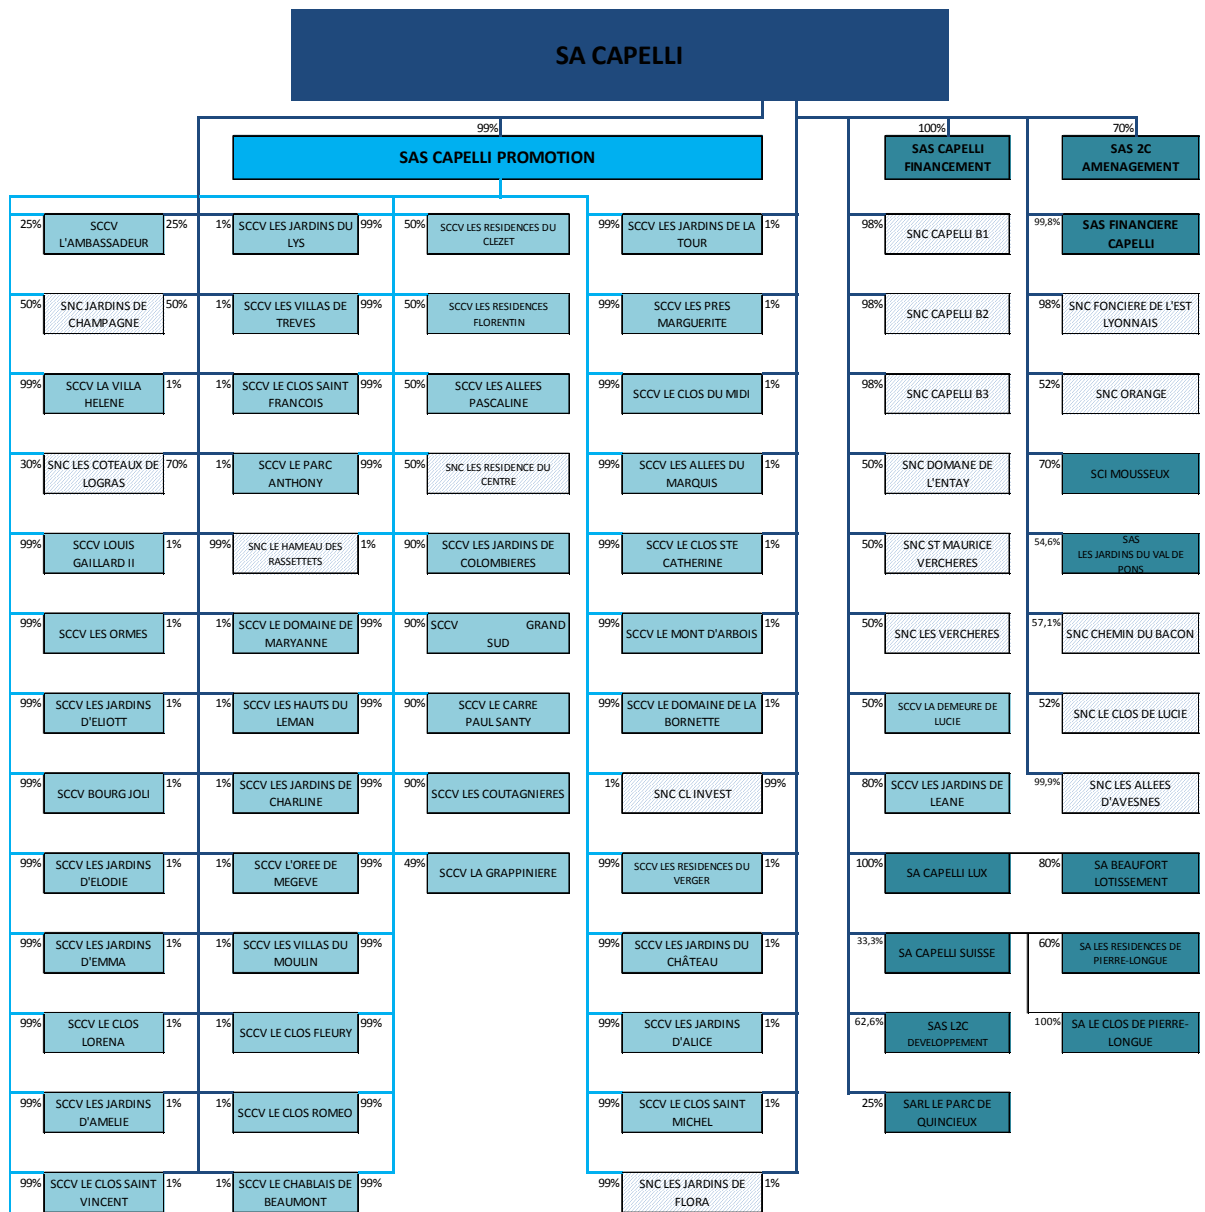 SA CAPELLI
99%
100%
70%
SAS CAPELLI PROMOTION
SAS CAPELLI
FINANCEMENT
SAS 2C
AMENAGEMENT
25%
SCCV
L'AMBASSADEUR
25%
1%
SCCV LES JARDINS DU
LYS
99%
50%
SCCV LES RESIDENCES DU
CLEZET
99%
SCCV LES JARDINS DE LA
TOUR
1%
98%
SNC CAPELLI B1
99,8%
SAS FINANCIERE
CAPELLI
50%
SNC JARDINS DE
CHAMPAGNE
50%
1%
SCCV LES VILLAS DE
TREVES
99%
50%
SCCV LES RESIDENCES
FLORENTIN
99%
SCCV LES PRES
MARGUERITE
1%
98%
SNC CAPELLI B2
98%
SNC FONCIERE DE L'EST
LYONNAIS
99%
SCCV LA VILLA
HELENE
1%
1%
SCCV LE CLOS SAINT
FRANCOIS
99%
50%
SCCV LES ALLEES
PASCALINE
99%
SCCV LE CLOS DU MIDI
1%
98%
SNC CAPELLI B3
52%
SNC ORANGE
30%
SNC LES COTEAUX DE
LOGRAS
70%
1%
SCCV LE PARC
ANTHONY
99%
50%
SNC LES RESIDENCE DU
CENTRE
99%
SCCV LES ALLEES DU
MARQUIS
1%
50%
SNC DOMANE DE
L'ENTAY
70%
SCI MOUSSEUX
99%
SCCV LOUIS
GAILLARD II
1%
99%
SNC LE HAMEAU DES
RASSETTETS
1%
90%
SCCV LES JARDINS DE
COLOMBIERES
99%
SCCV LE CLOS STE
CATHERINE
1%
50%
SNC ST MAURICE
VERCHERES
54,6%
SAS
LES JARDINS DU VAL DE
PONS
99%
SCCV LES ORMES
1%
1%
SCCV LE DOMAINE DE
MARYANNE
99%
90%
SCCV GRAND
SUD
99%
SCCV LE MONT D'ARBOIS
1%
50%
SNC LES VERCHERES
57,1%
SNC CHEMIN DU BACON
99%
SCCV LES JARDINS
D'ELIOTT
1%
1%
SCCV LES HAUTS DU
LEMAN
99%
90%
SCCV LE CARRE
PAUL SANTY
99%
SCCV LE DOMAINE DE LA
BORNETTE
1%
50%
SCCV LA DEMEURE DE
LUCIE
52%
SNC LE CLOS DE LUCIE
99%
SCCV BOURG JOLI
1%
1%
SCCV LES JARDINS DE
CHARLINE
99%
90%
SCCV LES COUTAGNIERES
1%
SNC CL INVEST
99%
80%
SCCV LES JARDINS DE
LEANE
99,9%
SNC LES ALLEES
D'AVESNES
99%
SCCV LES JARDINS
D'ELODIE
1%
1%
SCCV L'OREE DE
MEGEVE
99%
49%
SCCV LA GRAPPINIERE
99%
SCCV LES RESIDENCES DU
VERGER
1%
100%
SA CAPELLI LUX
80%
SA BEAUFORT
LOTISSEMENT
99%
SCCV LES JARDINS
D'EMMA
1%
1%
SCCV LES VILLAS DU
MOULIN
99%
99%
SCCV LES JARDINS DU
CHÂTEAU
1%
33,3%
SA CAPELLI SUISSE
60%
SA LES RESIDENCES DE
PIERRE-LONGUE
99%
SCCV LE CLOS
LORENA
1%
1%
SCCV LE CLOS FLEURY
99%
99%
SCCV LES JARDINS
D'ALICE
1%
62,6%
SAS L2C
DEVELOPPEMENT
100%
SA LE CLOS DE PIERRE-
LONGUE
99%
SCCV LES JARDINS
D'AMELIE
1%
1%
SCCV LE CLOS ROMEO
99%
99%
SCCV LE CLOS SAINT
MICHEL
1%
25%
SARL LE PARC DE
QUINCIEUX
99%
SCCV LE CLOS SAINT
VINCENT
1%
1%
SCCV LE CHABLAIS DE
BEAUMONT
99%
99%
SNC LES JARDINS DE
FLORA
1%